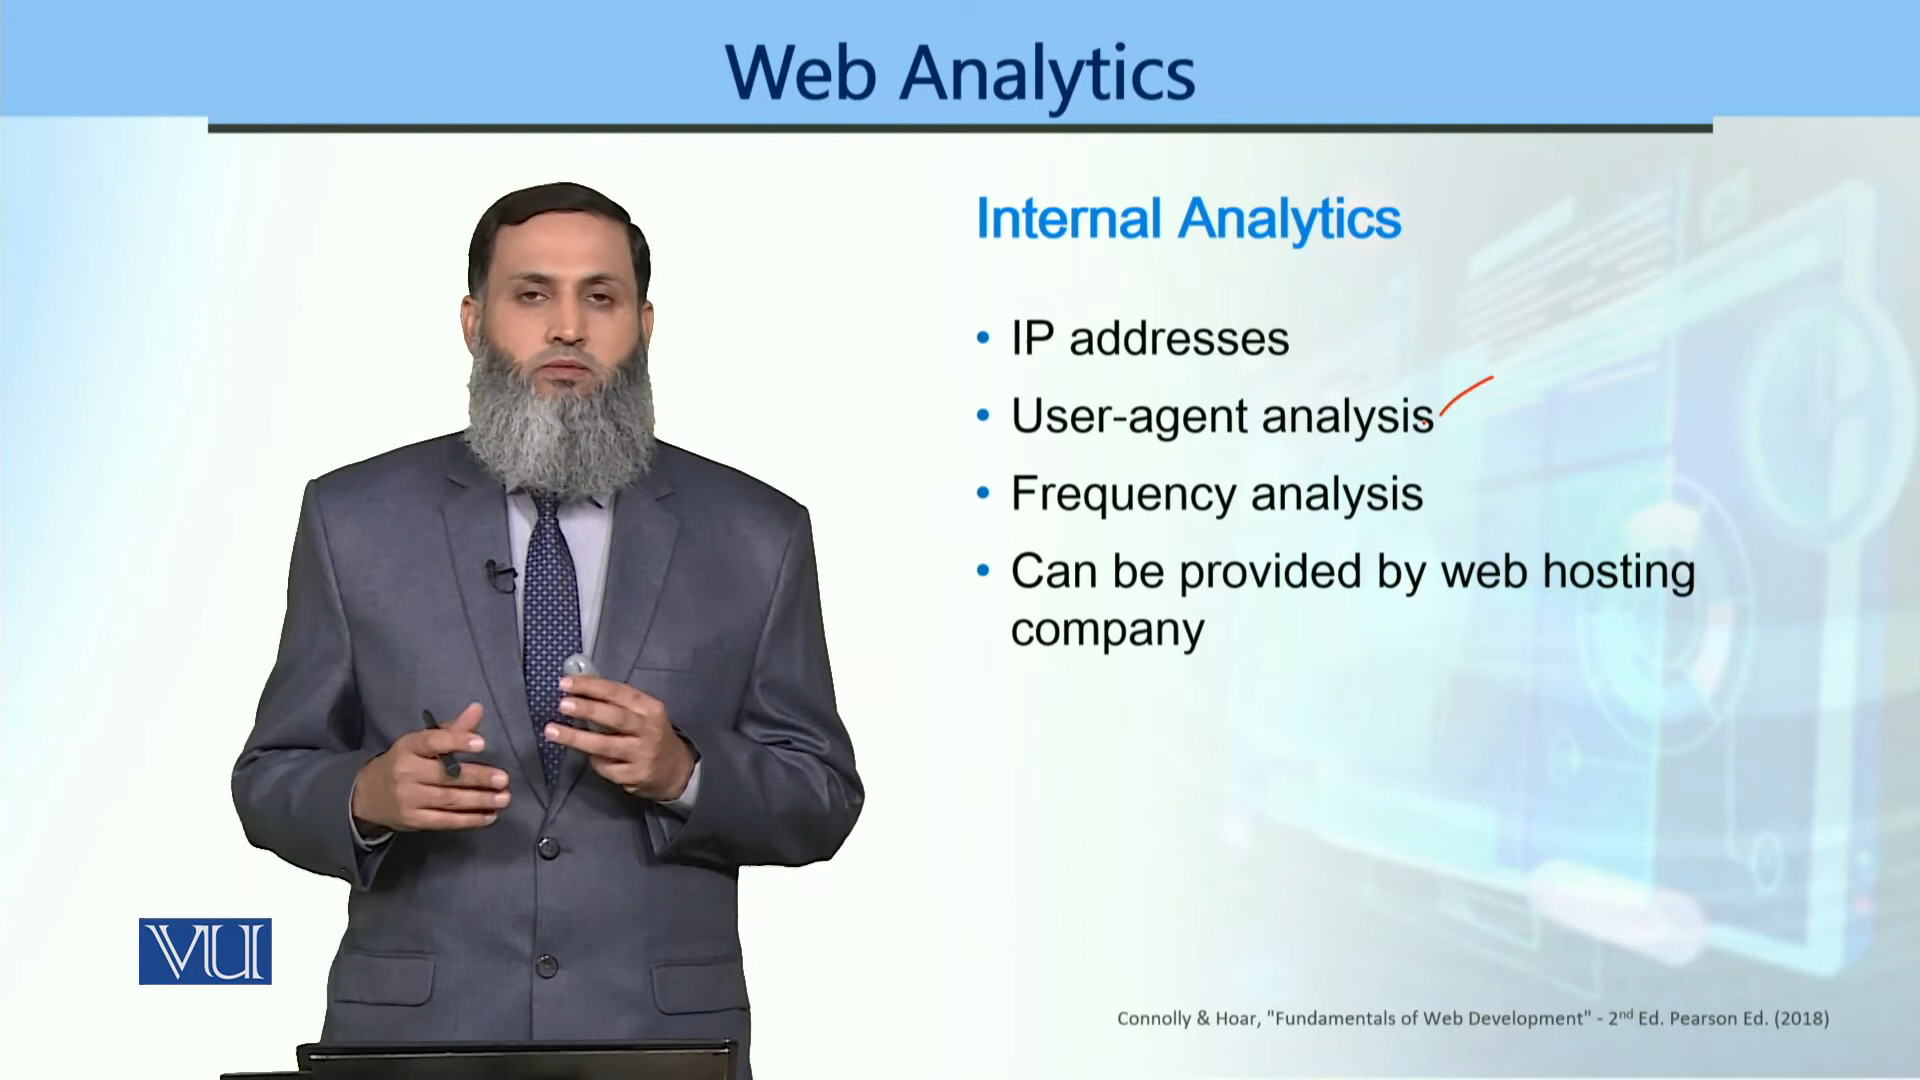 Web Analytics
Internal Analytics
• IP addresses
• User-agent analysis
• Frequency analysis
• Can be provided by web hosting
company
VU
Connolly & Hoar, "Fundamentals of Web Development" - 2nd Ed. Pearson Ed. (2018)